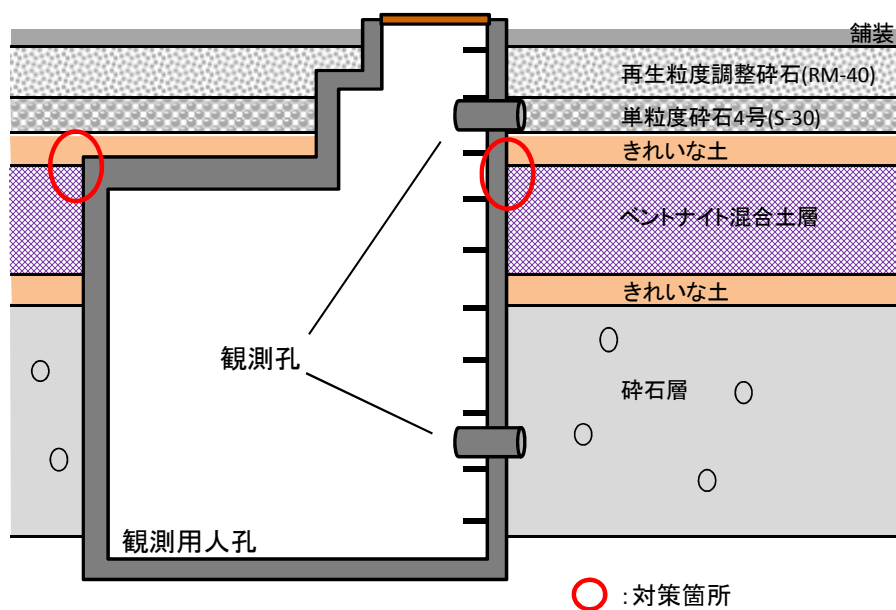 舗装
再生粒度調整砕石(RM-40)
単粒度砕石4号(S-30)
きれいな土
ベントナイト混合土層
きれいな土
観測孔
砕石層
観測用人孔
：対策箇所